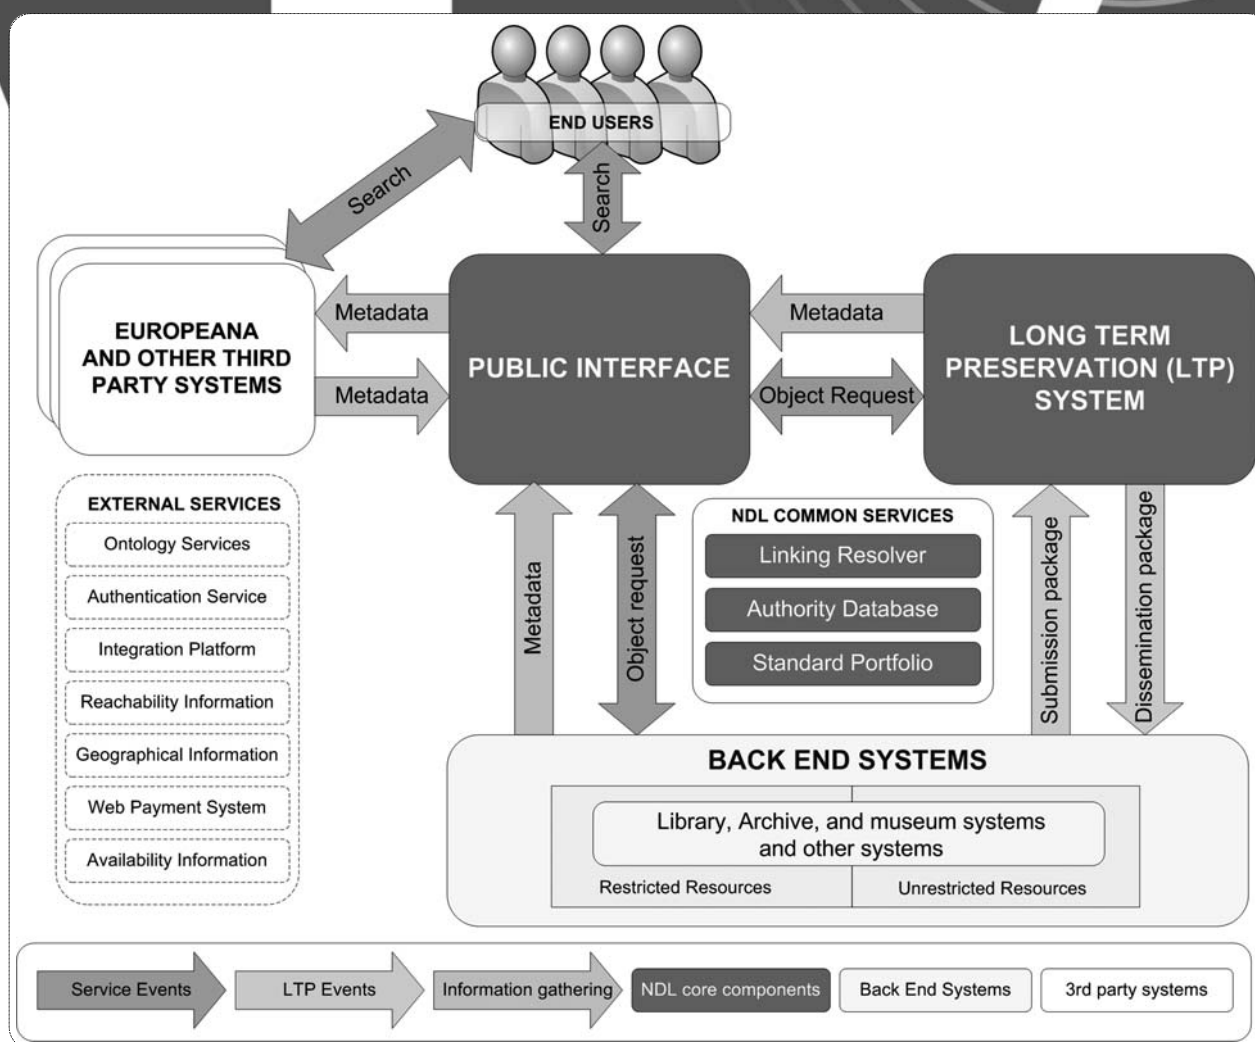 END USERS
Search
Search
EUROPEANA
AND OTHER THIRD
PARTY SYSTEMS
Metadata
Metadata
PUBLIC INTERFACE
Metadata
Object Request
LONG TERM
PRESERVATION (LTP)
SYSTEM
EXTERNAL SERVICES
Ontology Services
Authentication Service
Integration Platform
Reachability Information
Geographical Information
Web Payment System
Availability Information
Metadata
Object request
NDL COMMON SERVICES
Linking Resolver
Authority Database
Standard Portfolio
Submission package
Dissemination package
BACK END SYSTEMS
Library, Archive, and museum systems
and other systems
Restricted Resources
Unrestricted Resources
Service Events
LTP Events
Information gathering
NDL core components
Back End Systems
3rd party systems